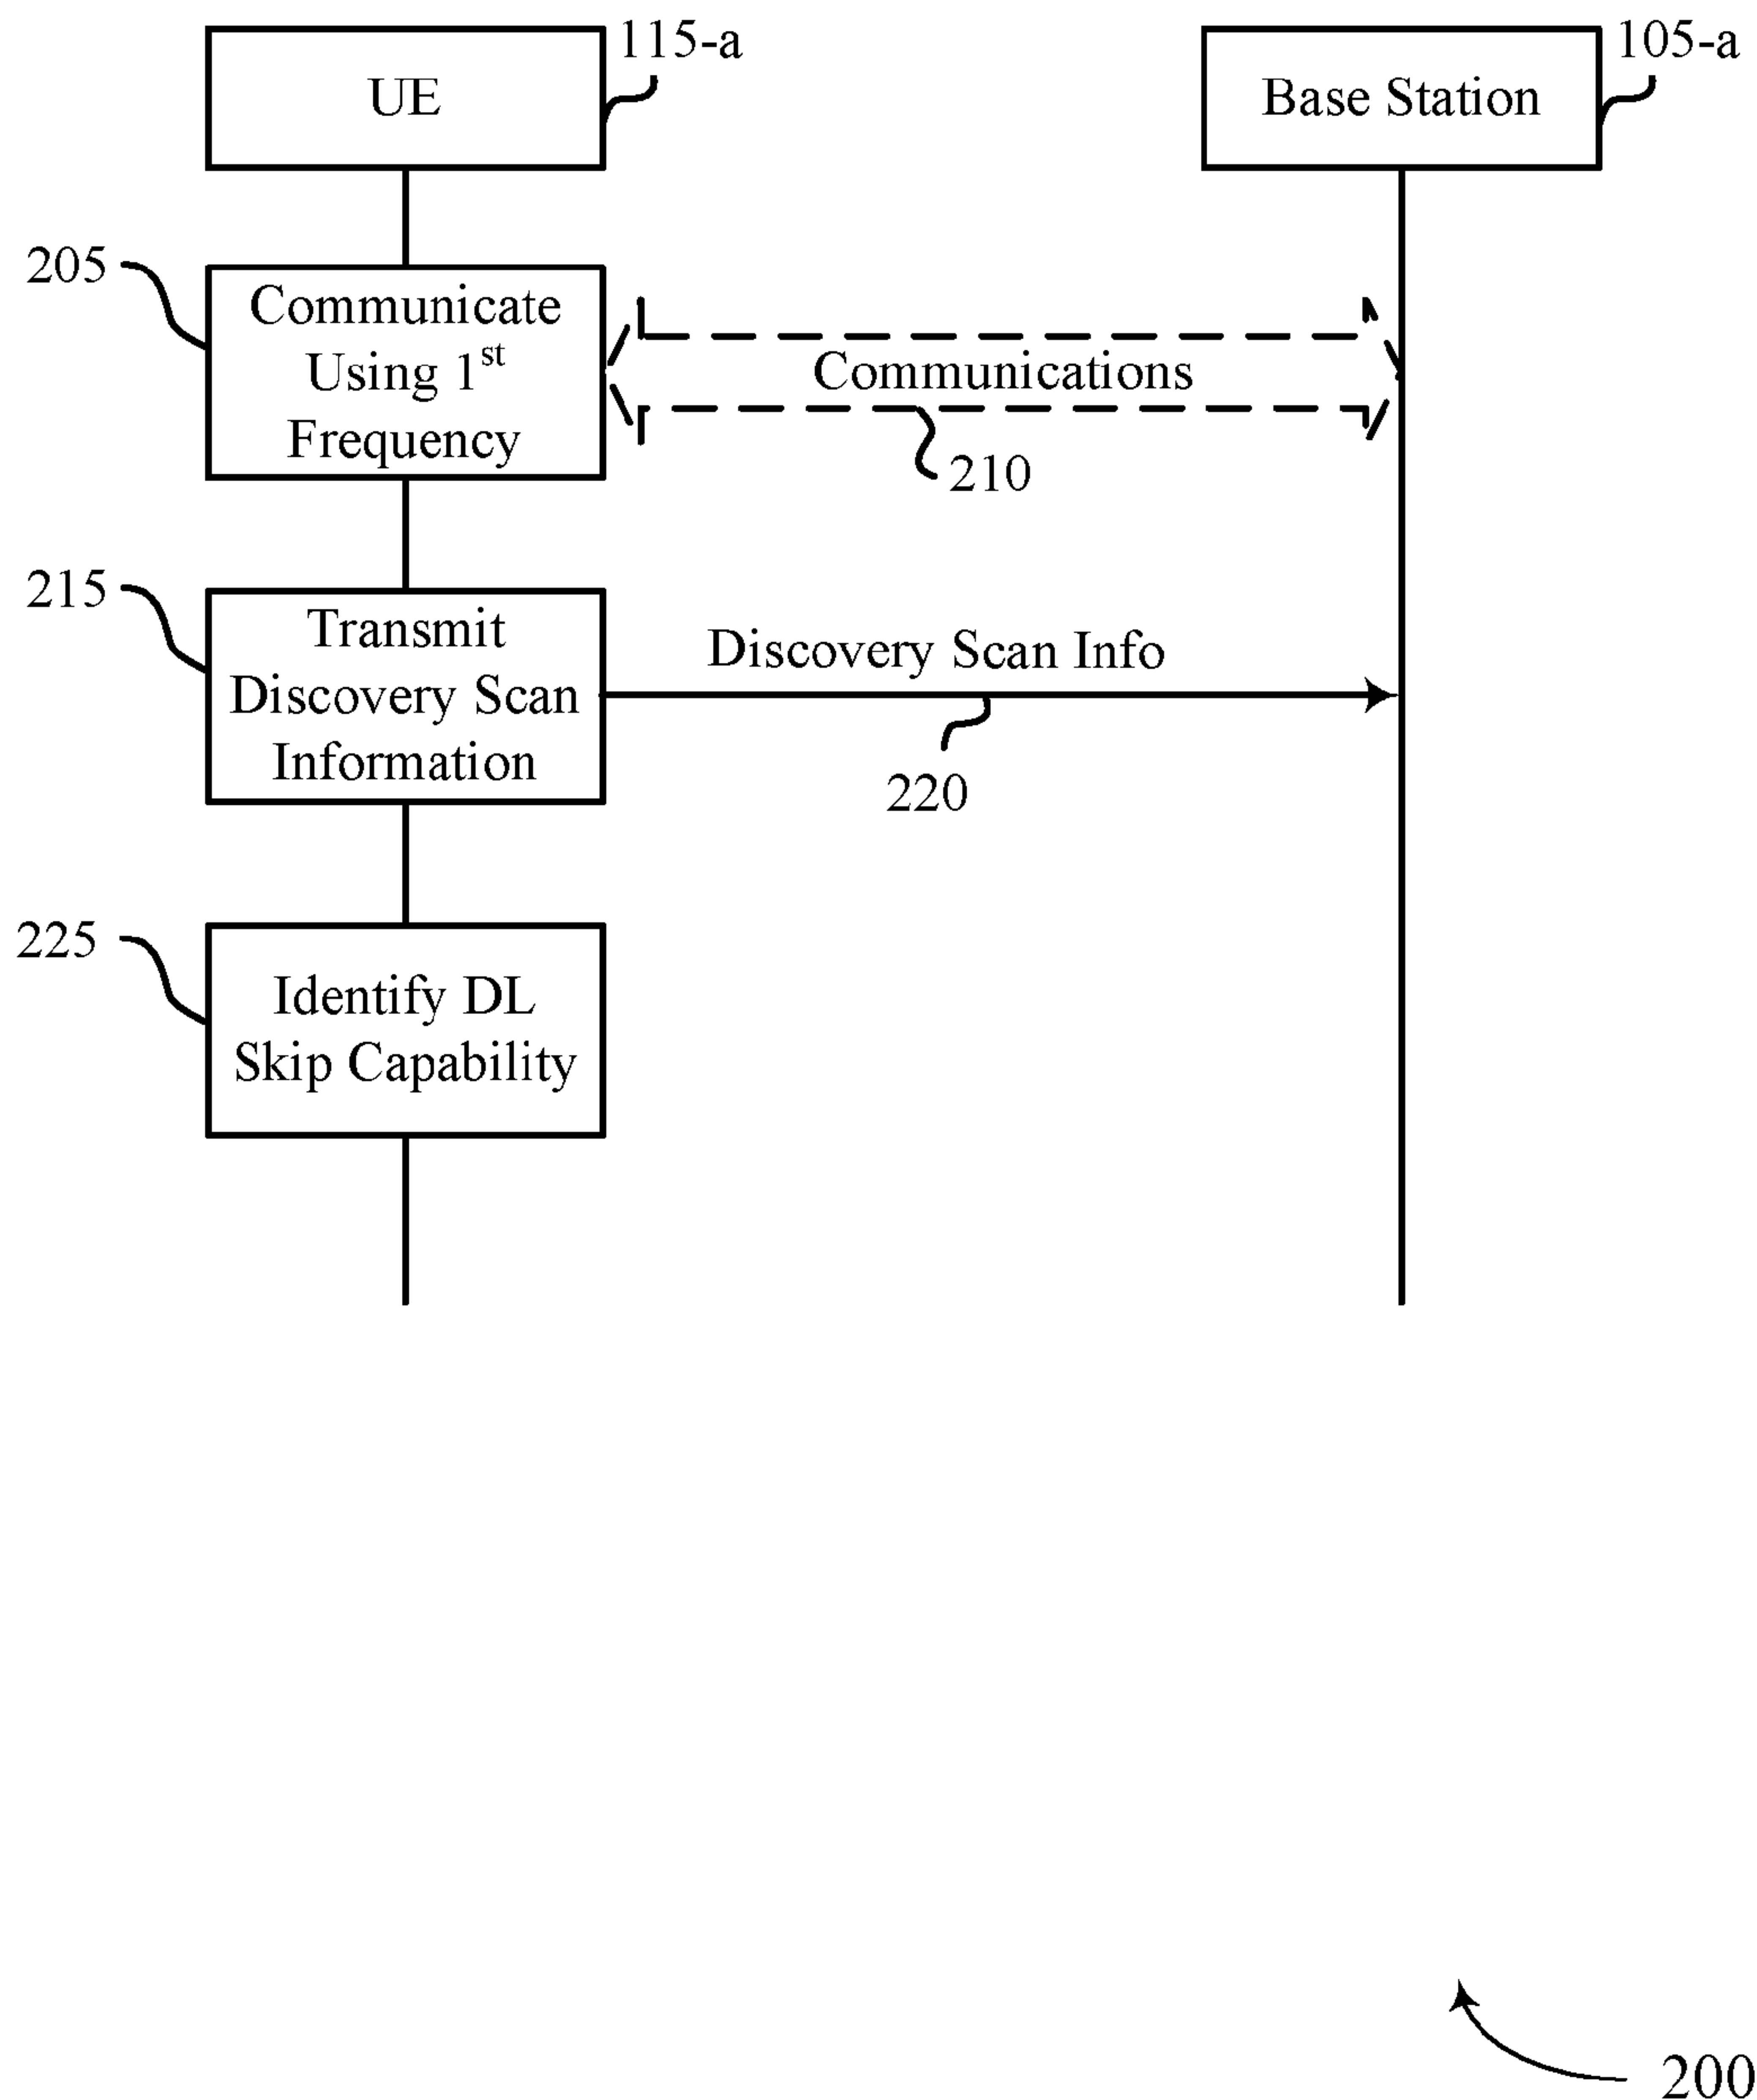 UE
115-a
Base Station
105-a
205
Communicate
Using 1st
Frequency
Communications
210
215
Transmit
Discovery Scan
Information
Discovery Scan Info
220
225
Identify DL
Skip Capability
200